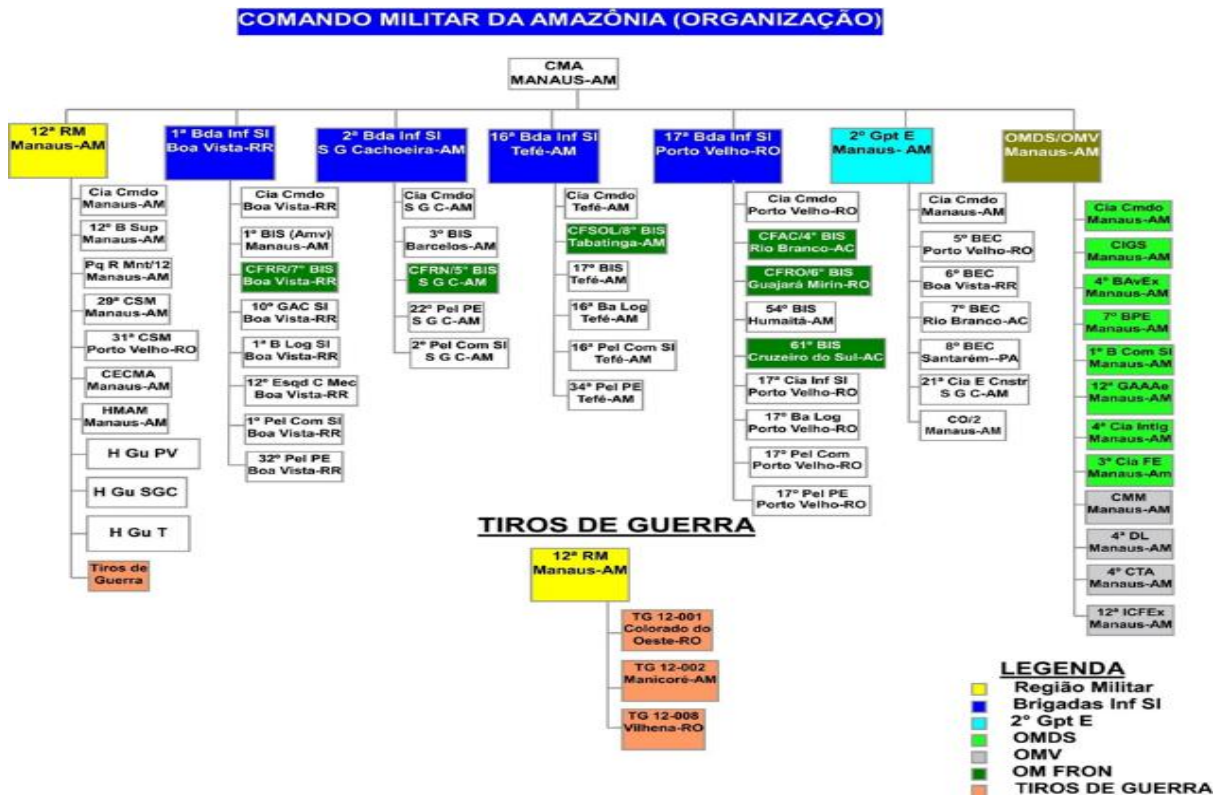 COMANDO MILITAR DA AMAZÔNIA (ORGANIZAÇÃO)
CMA
MANAUS-AM
12ª RM
Manaus-AM
Cia Cmdo
Manaus-AM
12º B Sup
Manaus-AM
Pq R Mnt/12
Manaus-AM
29ª CSM
Manaus-AM
31ª CSM
Porto Velho-RO
CECMA
Manaus-AM
HMAM
Manaus-AM
H Gu PV
H Gu SGC
H Gu T
Tiros de
Guerra
1ª Bda Inf Sl
Boa Vista-RR
Cia Cmdo
Boa Vista-RR
1º BIS (Amv)
Manaus-AM
CFRR/7º BIS
Boa Vista-RR
10º GAC Sl
Boa Vista-RR
1º B Log Sl
Boa Vista-RR
12º Esqd C Mec
Boa Vista-RR
1º Pel Com Sl
Boa Vista-RR
32º Pel PE
Boa Vista-RR
2ª Bda Inf Sl
S G Cachoeira-AM
Cia Cmdo
S G C-AM
3º BIS
Barcelos-AM
CFRN/5º BIS
S G C-AM
22º Pel PE
S G C-AM
2º Pel Com Sl
S G C-AM
16ª Bda Inf Sl
Tefé-AM
Cia Cmdo
Tefé-AM
CFSOL/8º BIS
Tabatinga-AM
17º BIS
Tefé-AM
16ª Ba Log
Tefé-AM
16º Pel Com Sl
Tefé-AM
34º Pel PE
Tefé-AM
17ª Bda Inf Sl
Porto Velho-RO
Cia Cmdo
Porto Velho-RO
CFAC/4º BIS
Rio Branco-AC
CFRO/6º BIS
Guajará Mirin-RO
54º BIS
Humaitá-AM
61º BIS
Cruzeiro do Sul-AC
17ª Cia Inf Sl
Porto Velho-RO
17ª Ba Log
Porto Velho-RO
17º Pel Com
Porto Velho-RO
17º Pel PE
Porto Velho-RO
2º Gpt E
Manaus- AM
Cia Cmdo
Manaus-AM
5º BEC
Porto Velho-RO
6º BEC
Boa Vista-RR
7º BEC
Rio Branco-AC
8º BEC
Santarém--PA
21ª Cia E Cnstr
S G C-AM
CO/2
Manaus-AM
OMDS/OMV
Manaus-AM
Cia Cmdo
Manaus-AM
CIGS
Manaus-AM
4º BAvEx
Manaus-AM
7º BPE
Manaus-AM
1º B Com Sl
Manaus-AM
12º GAAAe
Manaus-AM
4ª Cia Intlg
Manaus-AM
3ª Cia FE
Manaus-Am
CMM
Manaus-AM
4ª DL
Manaus-AM
4º CTA
Manaus-AM
12ª ICFEx
Manaus-AM
TIROS DE GUERRA
12ª RM
Manaus-AM
TG 12-001
Colorado do
Oeste-RO
TG 12-002
Manicoré-AM
TG 12-008
Vilhena-RO
LEGENDA
Região Militar
Brigadas Inf Sl
2º Gpt E
OMDS
OMV
OM FRON
TIROS DE GUERRA